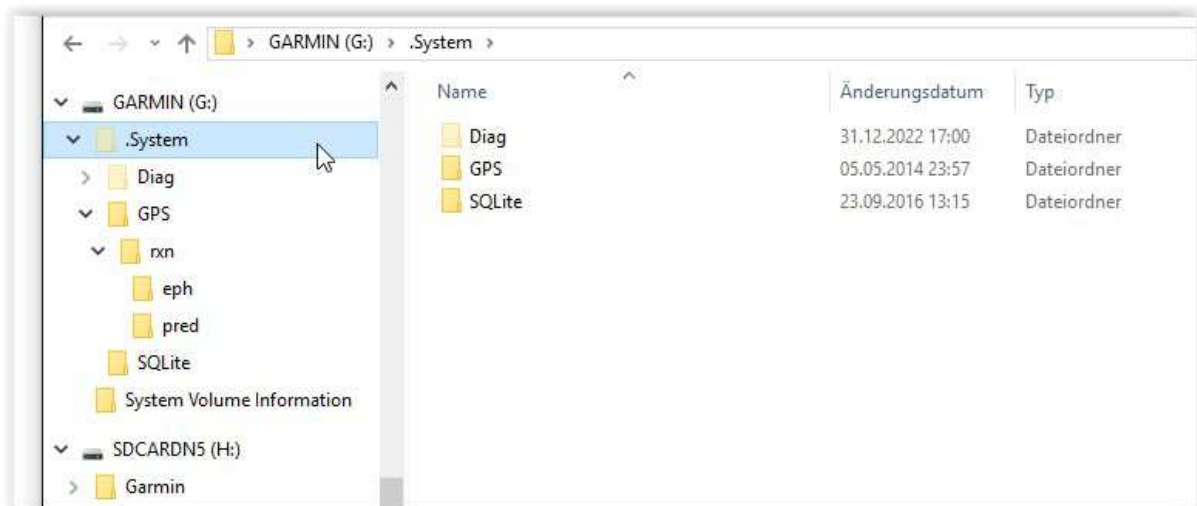 GARMIN (G:) › .System ›
GARMIN (G:)
.System
Diag
GPS
rxn
eph
pred
SQLite
System Volume Information
SDCARDN5 (H:)
Garmin
Name Änderungsdatum Typ
Diag 31.12.2022 17:00 Dateiordner
GPS 05.05.2014 23:57 Dateiordner
SQLite 23.09.2016 13:15 Dateiordner